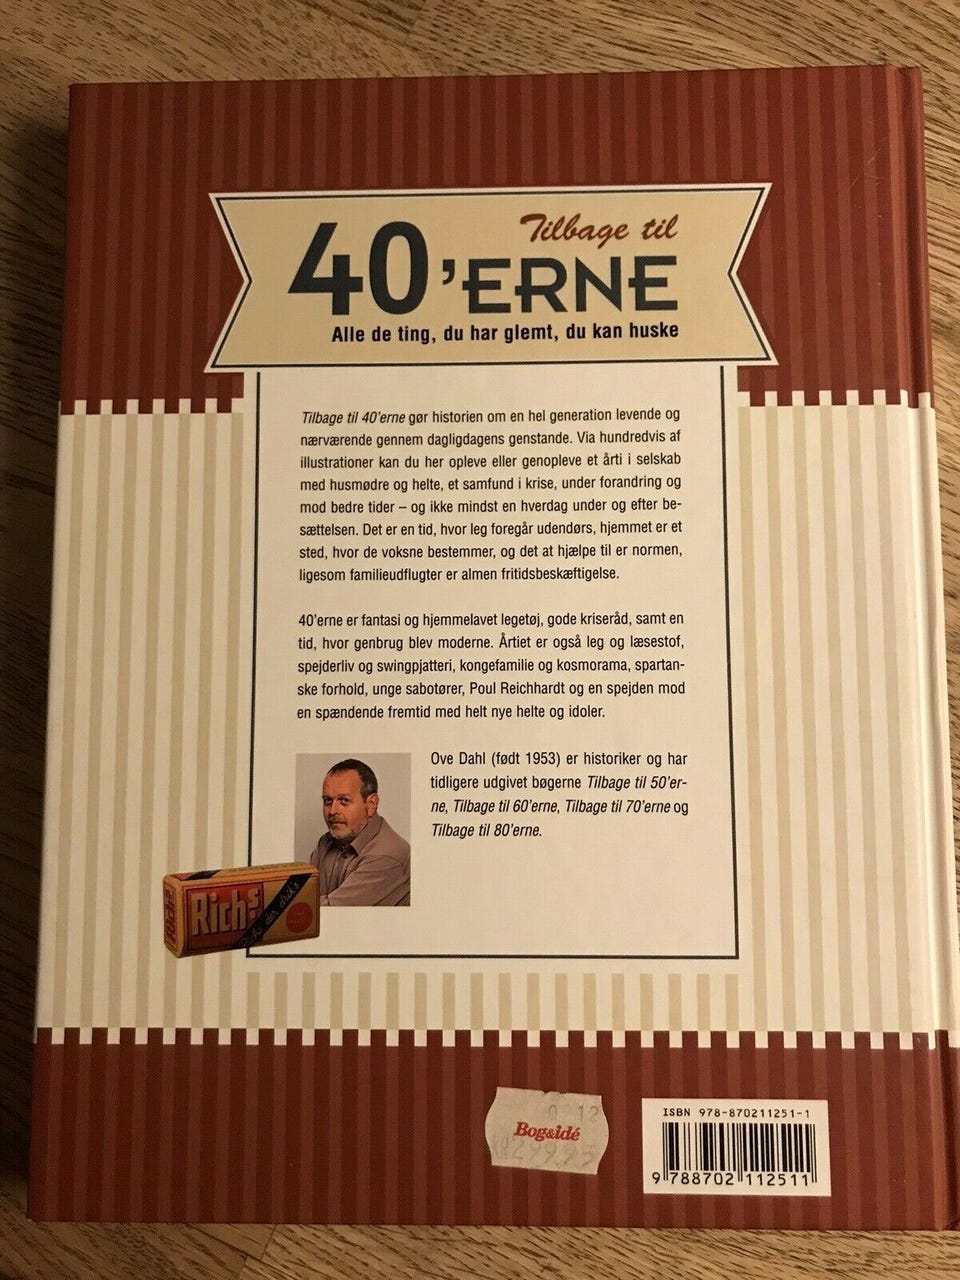 Tilbage til
40'ERNE
Alle de ting, du har glemt, du kan huske
Tilbage til 40'erne gør historien om en hel generation levende og
nærværende gennem dagligdagens genstande. Via hundredvis af
illustrationer kan du her opleve eller genopleve et årti i selskab
med husmødre og helte, et samfund i krise, under forandring og
mod bedre tider – og ikke mindst en hverdag under og efter be-
sættelsen. Det er en tid, hvor leg foregår udendørs, hjemmet er et
sted, hvor de voksne bestemmer, og det at hjælpe til er normen,
ligesom familieudflugter er almen fritidsbeskæftigelse.
40'erne er fantasi og hjemmelavet legetøj, gode kriseråd, samt en
tid, hvor genbrug blev moderne. Årtiet er også leg og læsestof,
spejderliv og swingpjatteri, kongefamilie og kosmorama, spartan-
ske forhold, unge sabotører, Poul Reichhardt og en spejden mod
en spændende fremtid med helt nye helte og idoler.
Ove Dahl (født 1953) er historiker og har
tidligere udgivet bøgerne Tilbage til 50'er-
ne, Tilbage til 60'erne, Tilbage til 70'erne og
Tilbage til 80'erne.
Rich's
Richs der drik's
Bog&idé
KR299.95
ISBN 978-870211251-1
9 788702 112511